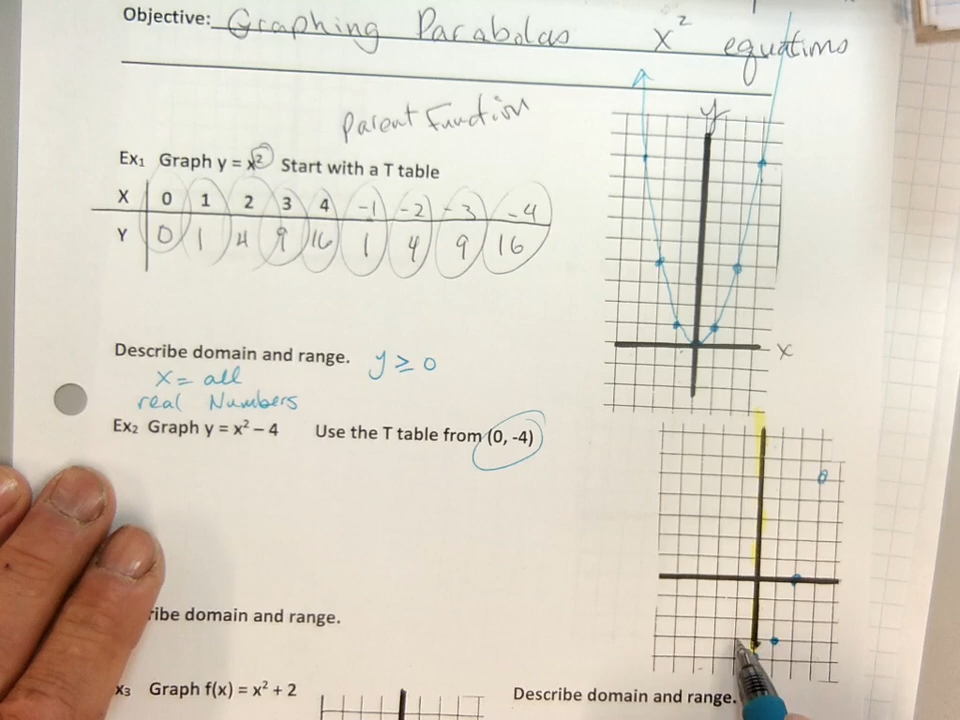 Objective: Graphing Parabolas x² equations
Parent Function
Ex1 Graph y = x² Start with a T table
X 0 1 2 3 4 -1 -2 -3 -4
Y 0 1 4 9 16 1 4 9 16
y
x
Describe domain and range. y ≥ 0
x = all
real Numbers
Ex2 Graph y = x² – 4 Use the T table from (0, -4)
ribe domain and range.
x3 Graph f(x) = x² + 2
Describe domain and range.